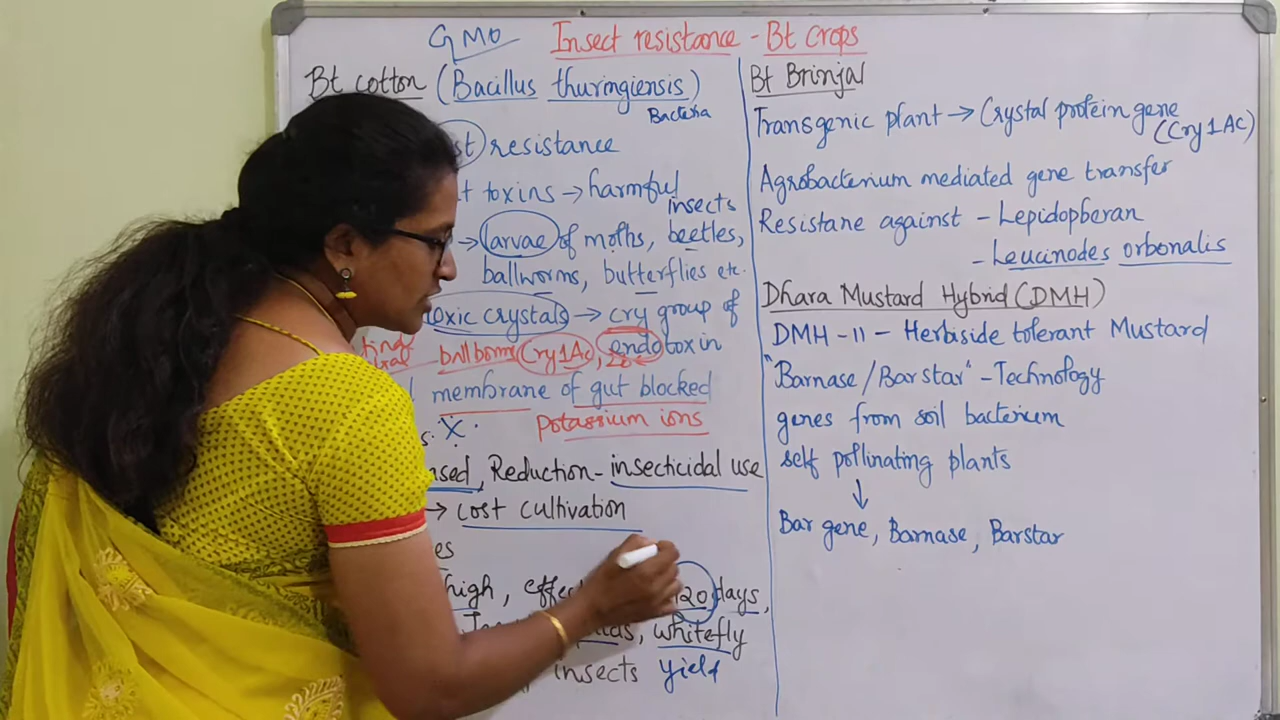 GMO Insect resistance - Bt crops
Bt cotton (Bacillus thuringiensis)
Bacteria
resistance
toxins → harmful
insects
→ larvae of moths, beetles,
ballworms, butterflies etc.
toxic crystals → cry group of
ballworms Cry1Ac, endotoxin
membrane of gut blocked
X. Potassium ions
Reduction - insecticidal use
→ cost cultivation
high, 120 days,
whitefly
insects yield
Bt Brinjal
Transgenic plant → Crystal protein gene
(Cry1Ac)
Agrobacterium mediated gene transfer
Resistane against - Lepidopberan
- Leucinodes orbonalis
Dhara Mustard Hybrid (DMH)
DMH-11 - Herbiside tolerant Mustard
"Barnase/Barstar" - Technology
genes from soil bacterium
self pollinating plants
↓
Bar gene, Barnase, Barstar